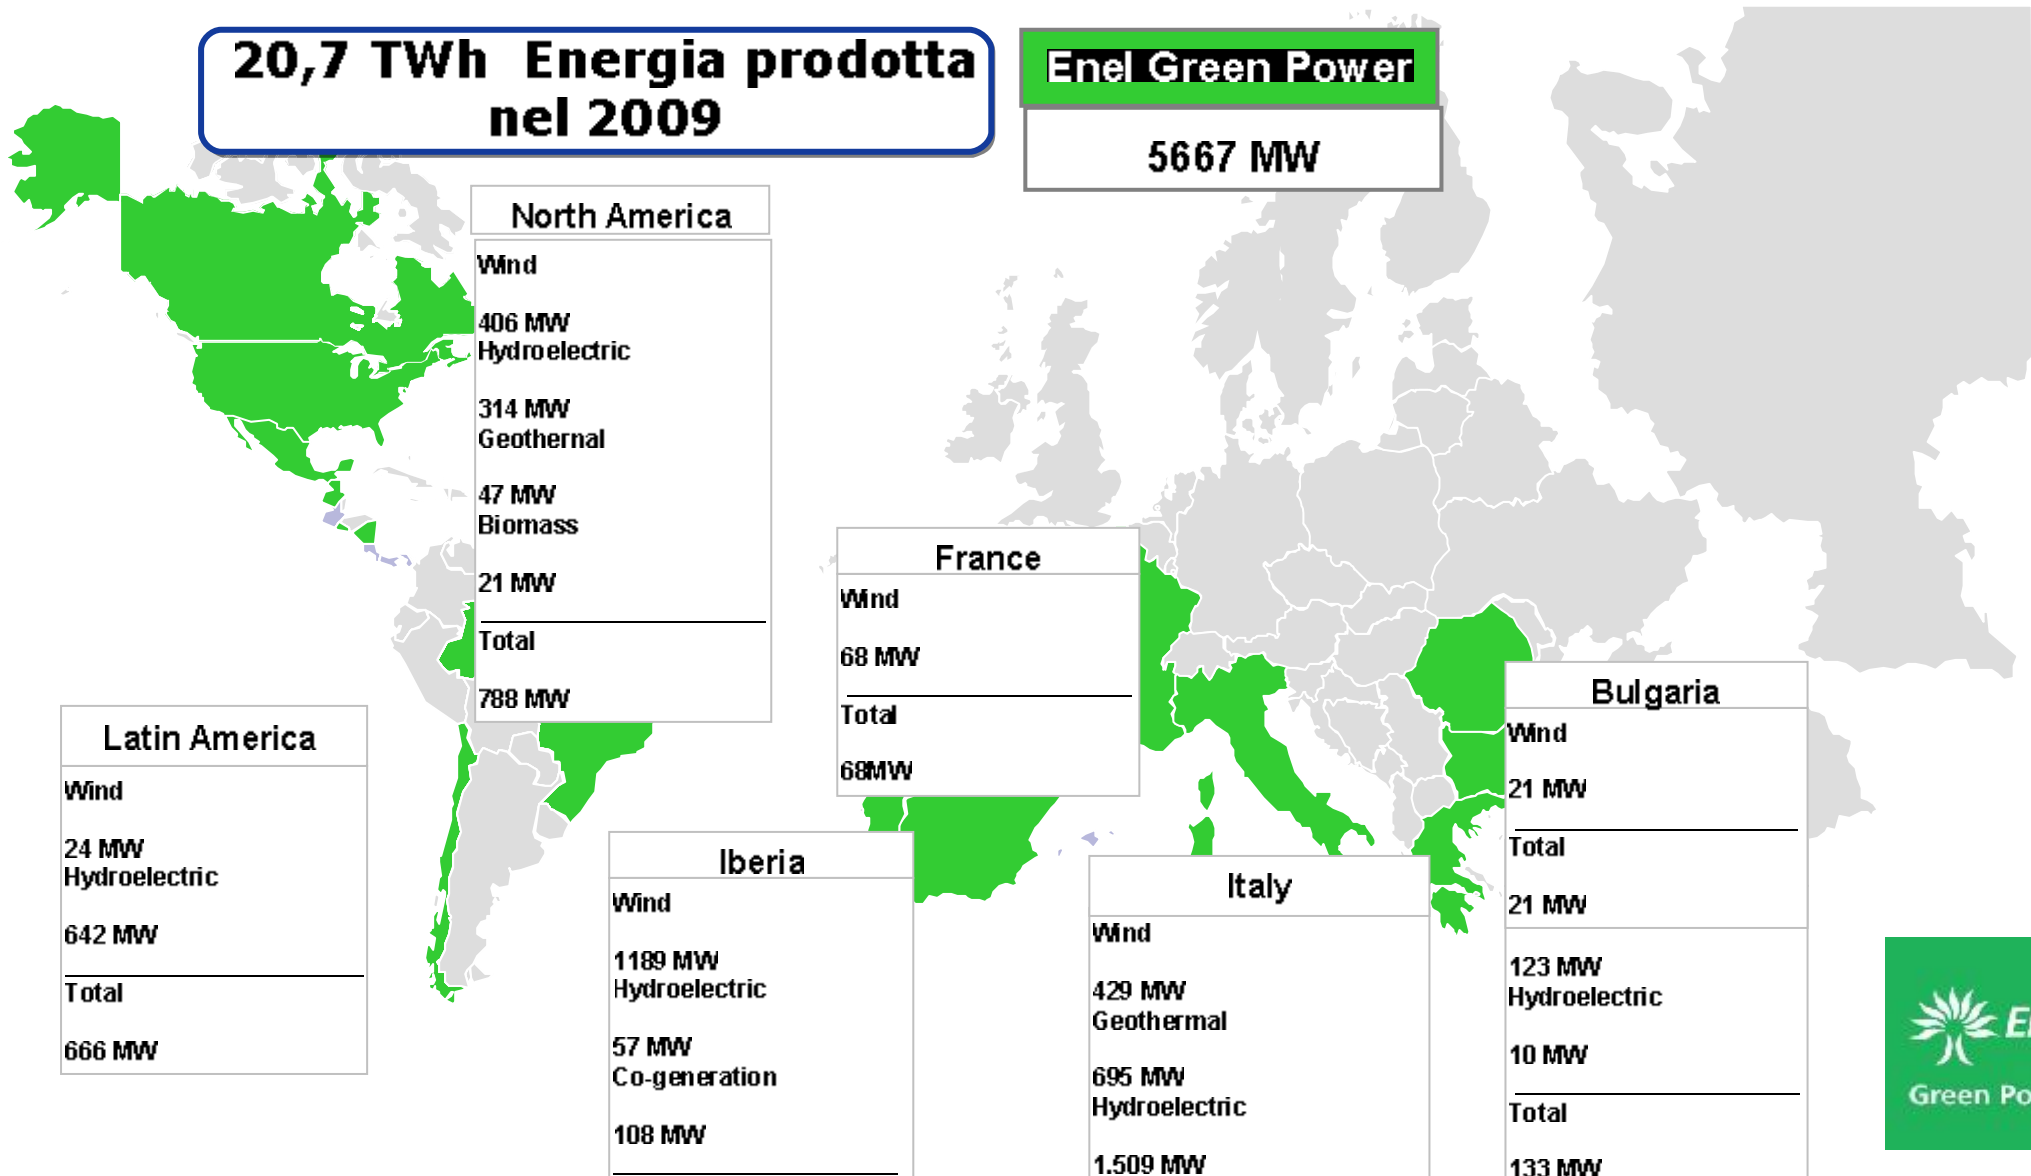 20,7 TWh Energia prodotta
nel 2009
Enel Green Power
5667 MW
North America
Wind
406 MW
Hydroelectric
314 MW
Geothernal
47 MW
Biomass
21 MW
Total
788 MW
France
Wind
68 MW
Total
68MW
Bulgaria
Wind
21 MW
Total
21 MW
123 MW
Hydroelectric
10 MW
Total
133 MW
Latin America
Wind
24 MW
Hydroelectric
642 MW
Total
666 MW
Iberia
Wind
1189 MW
Hydroelectric
57 MW
Co-generation
108 MW
Italy
Wind
429 MW
Geothermal
695 MW
Hydroelectric
1.509 MW
Green